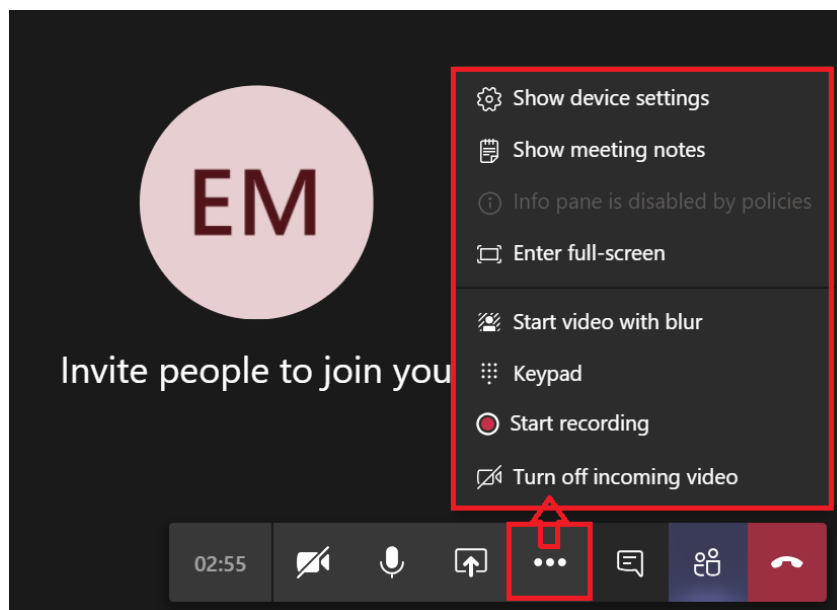 EM
Invite people to join you
Show device settings
Show meeting notes
Info pane is disabled by policies
Enter full-screen
Start video with blur
Keypad
Start recording
Turn off incoming video
02:55